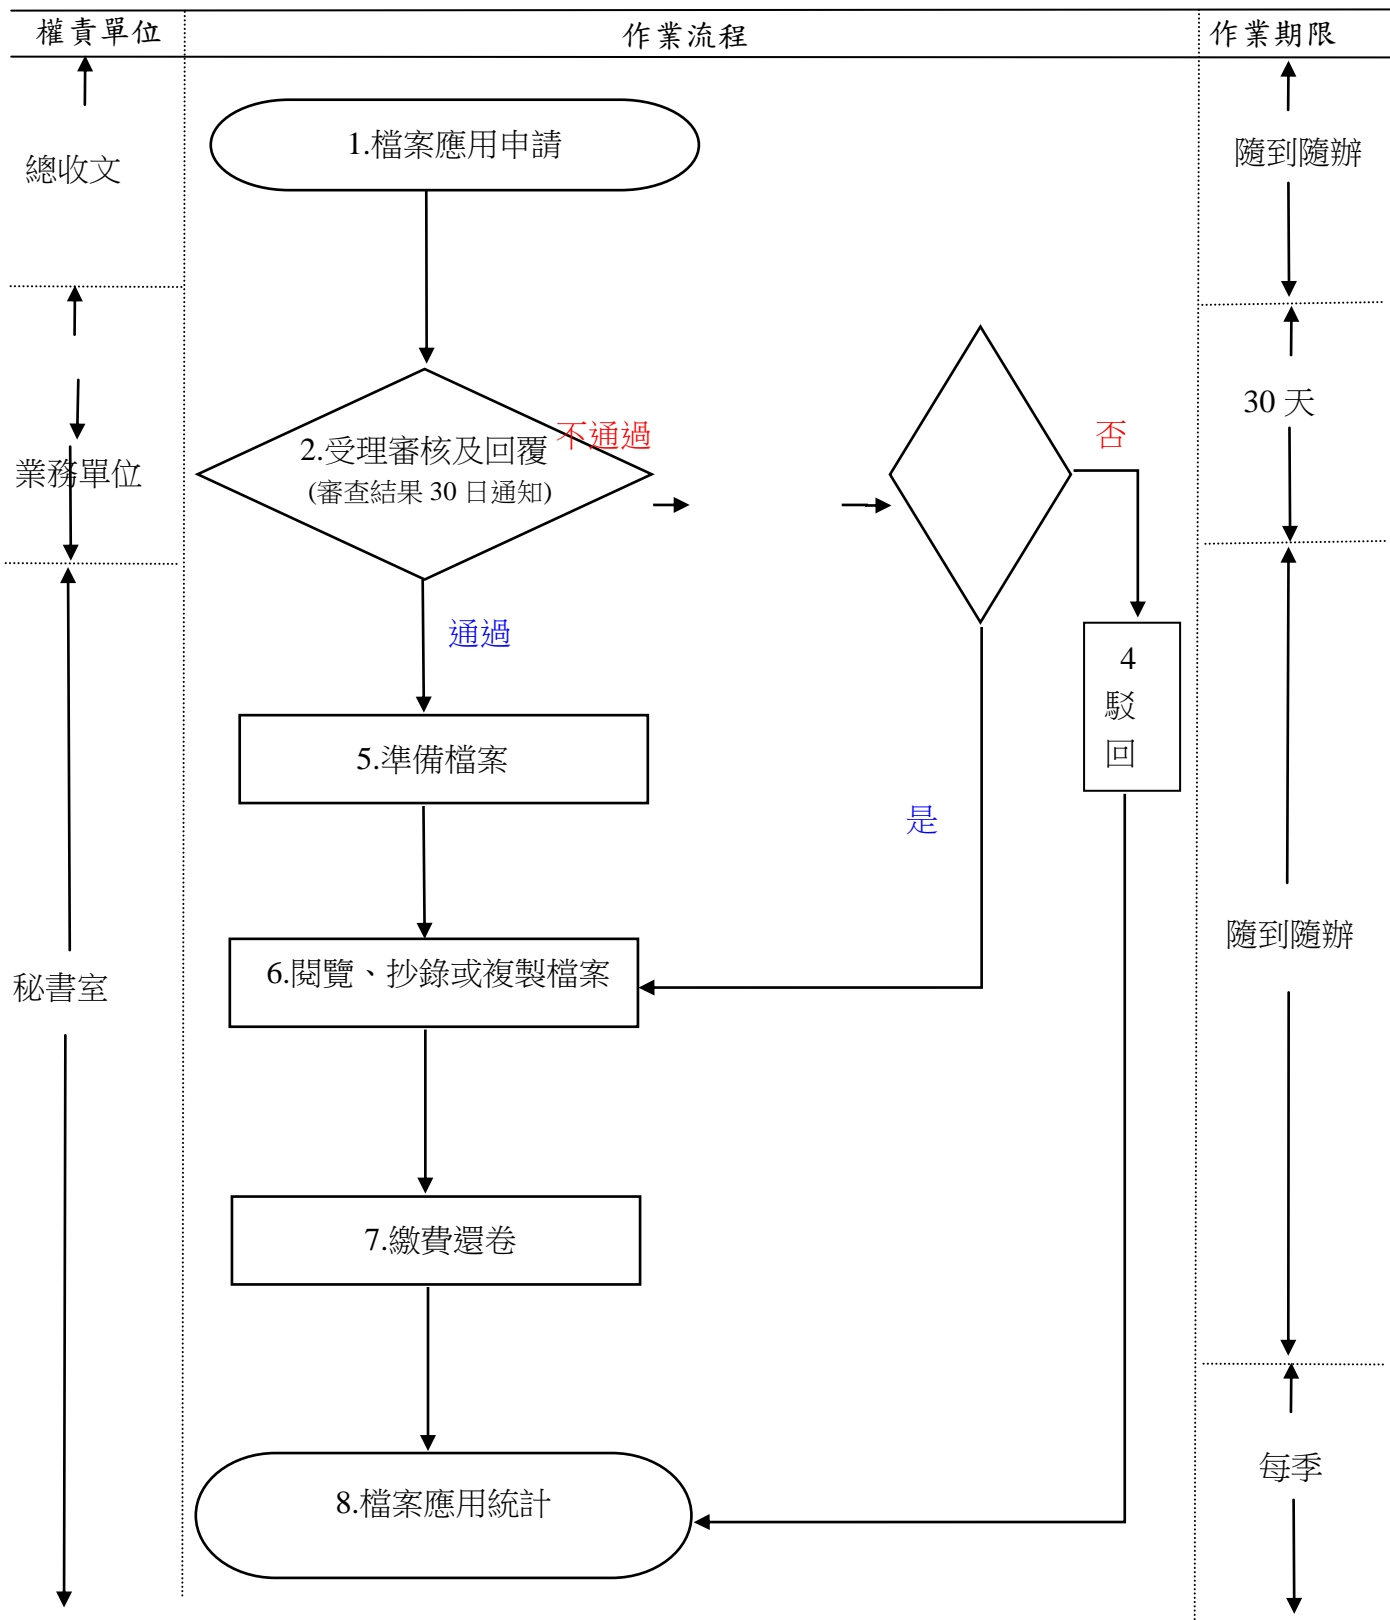 權責單位
作業流程
作業期限
1.檔案應用申請
總收文
隨到隨辦
30 天
不通過
否
2.受理審核及回覆
(審查結果 30 日通知)
業務單位
通過
4
駁
回
5.準備檔案
是
隨到隨辦
6.閱覽、抄錄或複製檔案
秘書室
7.繳費還卷
每季
8.檔案應用統計